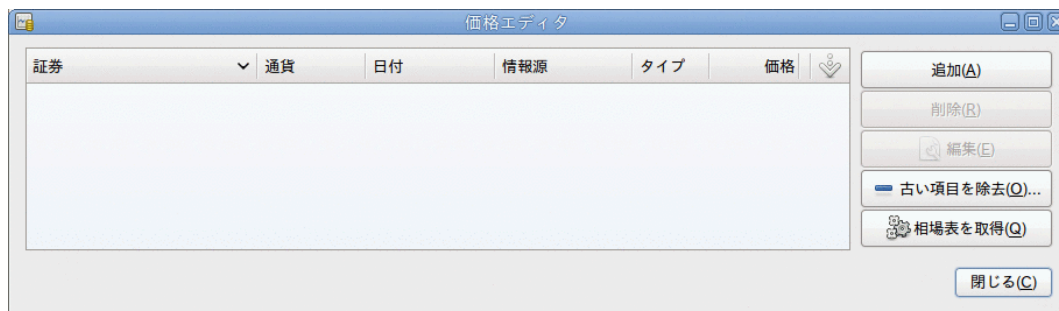 価格エディタ
証券 通貨 日付 情報源 タイプ 価格
追加(A)
削除(R)
編集(E)
古い項目を除去(O)...
相場表を取得(Q)
閉じる(C)